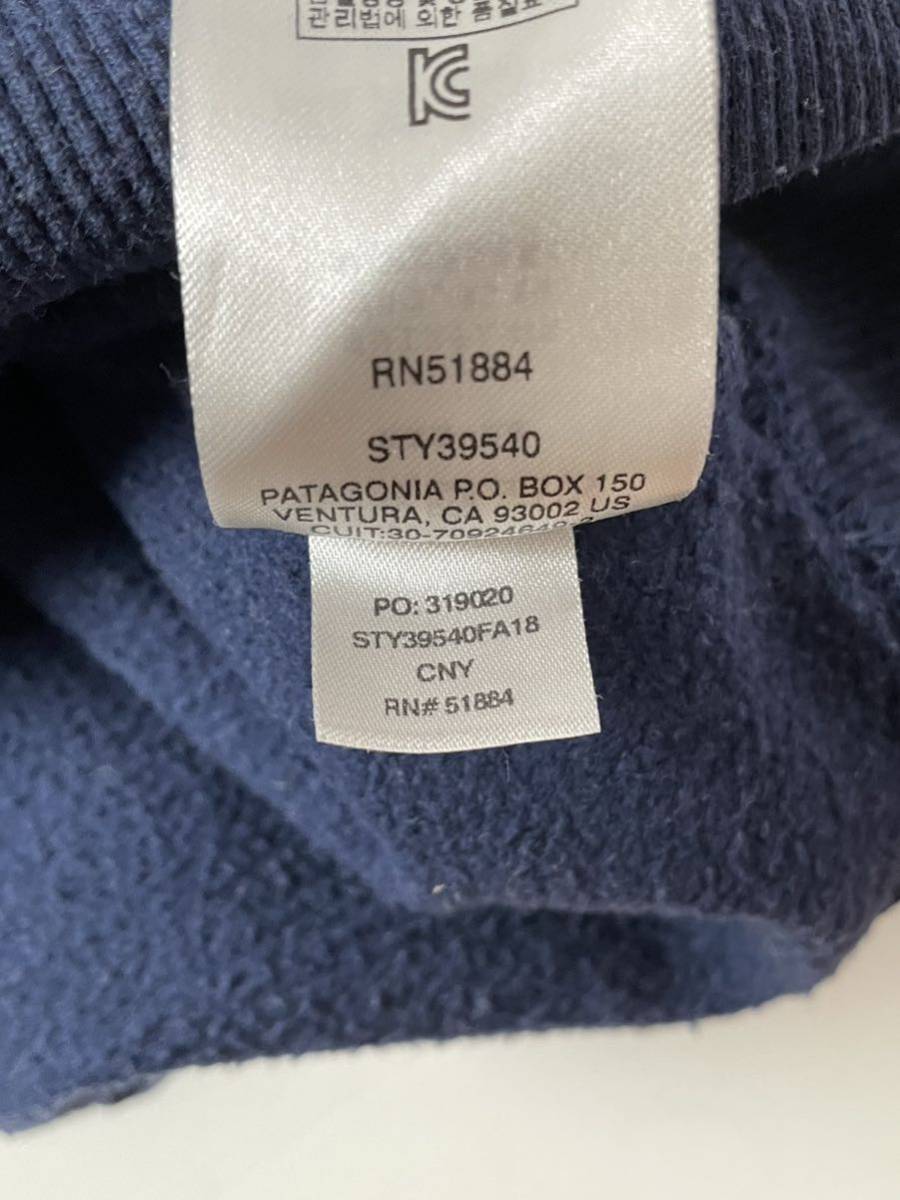 관리법에 의한 품질표
KC
RN51884
STY39540
PATAGONIA P.O. BOX 150
VENTURA, CA 93002 US
PO: 319020
STY39540FA18
CNY
RN# 51884